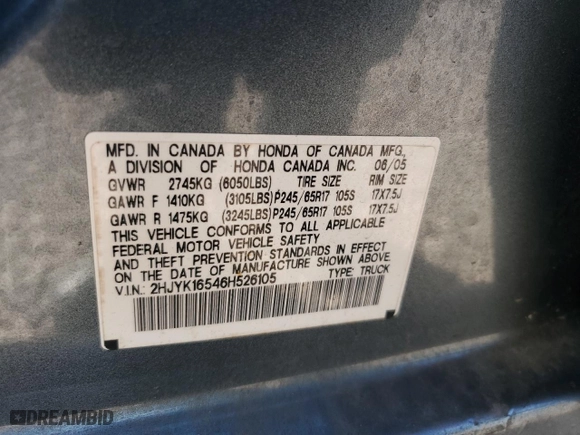 MFD. IN CANADA BY HONDA OF CANADA MFG.
A DIVISION OF HONDA CANADA INC. 06/05
GVWR 2745KG (6050LBS) TIRE SIZE RIM SIZE
GAWR F 1410KG (3105LBS)P245/65R17 105S 17X7.5J
GAWR R 1475KG (3245LBS)P245/65R17 105S 17X7.5J
THIS VEHICLE CONFORMS TO ALL APPLICABLE
FEDERAL MOTOR VEHICLE SAFETY
AND THEFT PREVENTION STANDARDS IN EFFECT
ON THE DATE OF MANUFACTURE SHOWN ABOVE.
V.I.N.: 2HJYK16546H526105 TYPE: TRUCK
DREAMBID